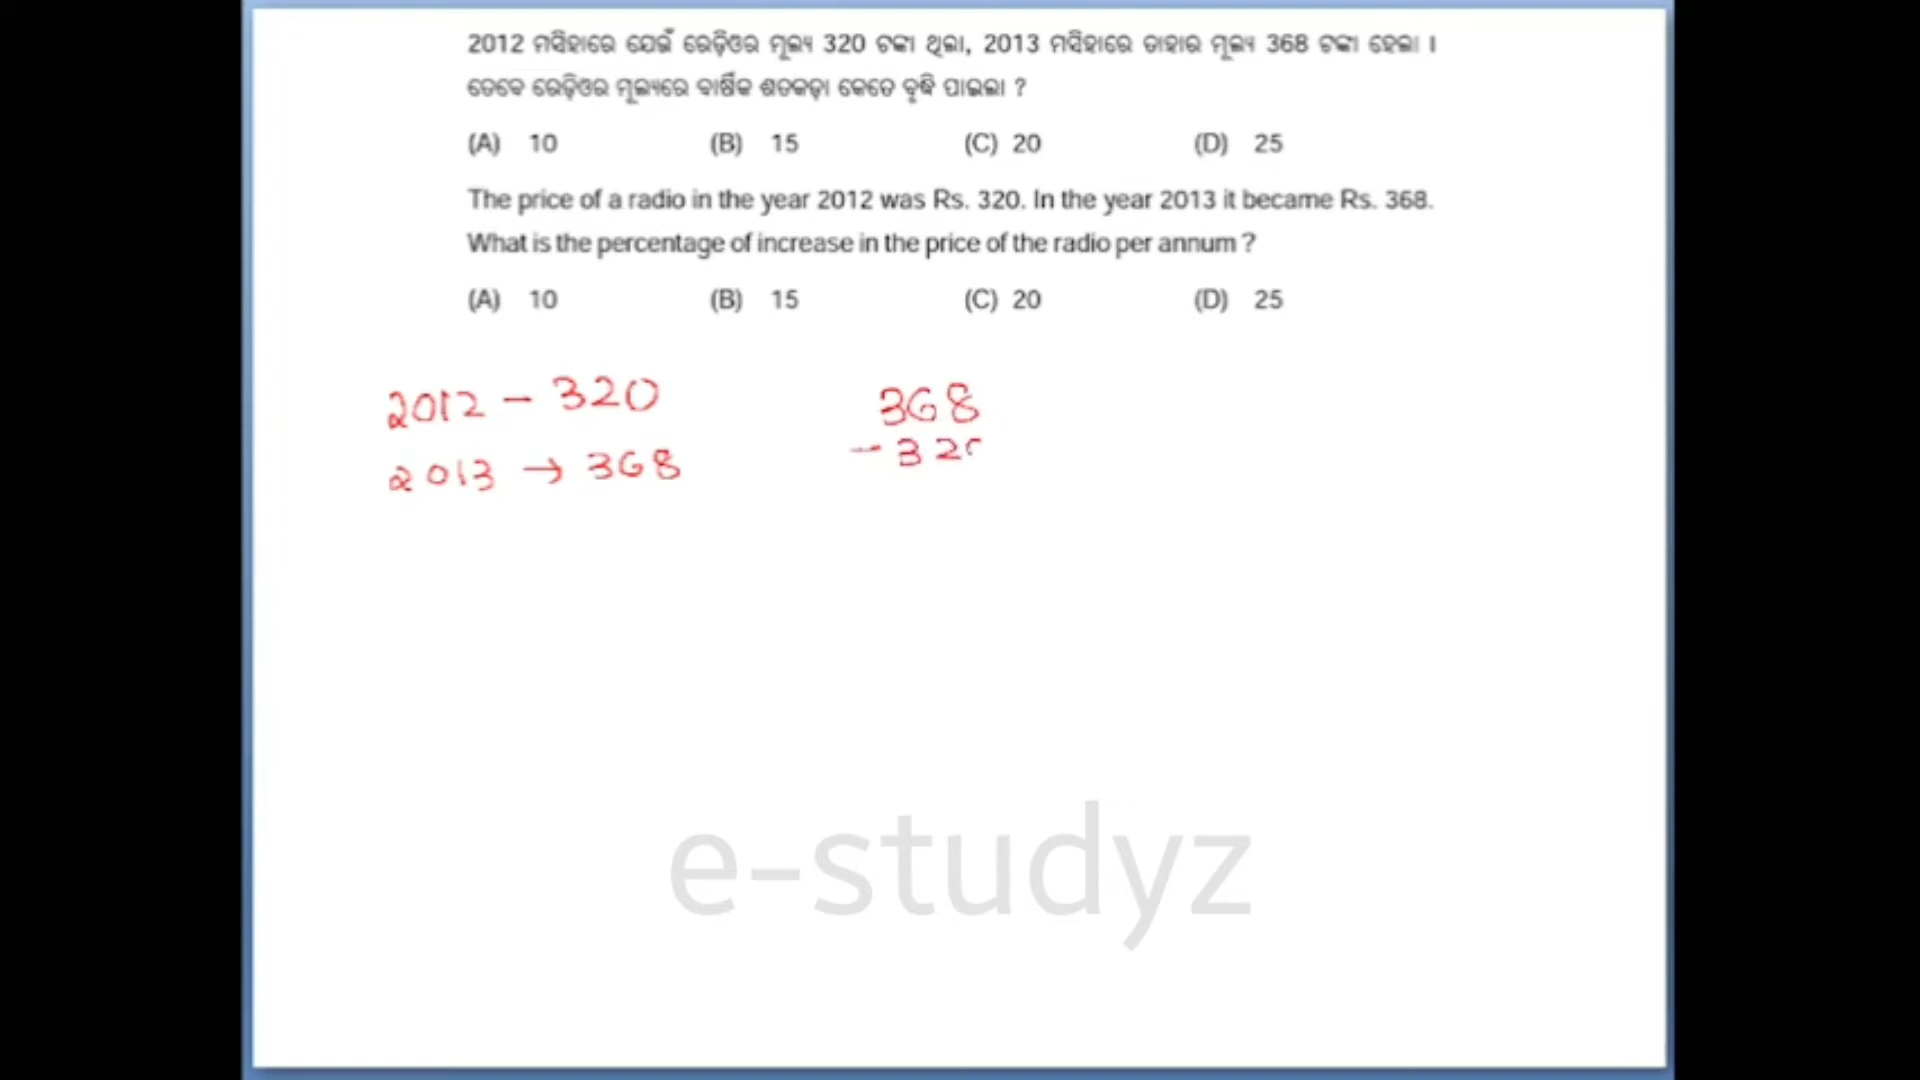 2012 ମସିହାରେ ଯେଉଁ ରେଡ଼ିଓର ମୂଲ୍ୟ 320 ଟଙ୍କା ଥିଲା, 2013 ମସିହାରେ ତାହାର ମୂଲ୍ୟ 368 ଟଙ୍କା ହେଲା ।
ତେବେ ରେଡ଼ିଓର ମୂଲ୍ୟରେ ବାର୍ଷିକ ଶତକଡ଼ା କେତେ ବୃଦ୍ଧି ପାଇଲା ?
(A) 10 (B) 15 (C) 20 (D) 25
The price of a radio in the year 2012 was Rs. 320. In the year 2013 it became Rs. 368.
What is the percentage of increase in the price of the radio per annum ?
(A) 10 (B) 15 (C) 20 (D) 25
2012 - 320
2013 → 368
368
- 320
e-studyz